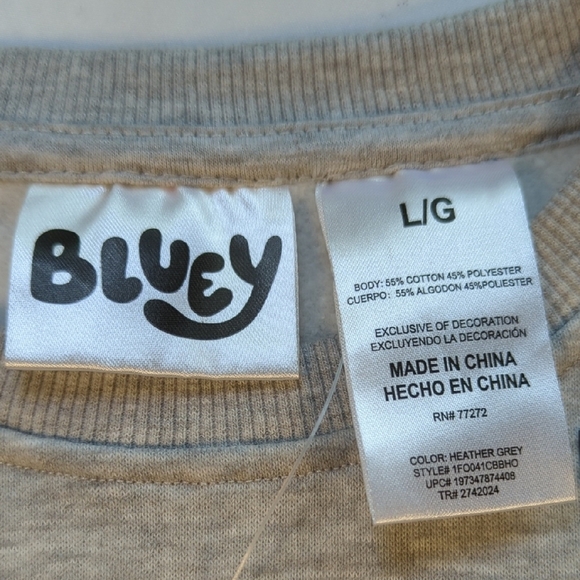 BLUEY
L/G
BODY: 55% COTTON 45% POLYESTER
CUERPO: 55% ALGODON 45%POLIESTER
EXCLUSIVE OF DECORATION
EXCLUYENDO LA DECORACIÓN
MADE IN CHINA
HECHO EN CHINA
RN# 77272
COLOR: HEATHER GREY
STYLE# 1FO041CBBHO
UPC# 197347874408
TR# 2742024